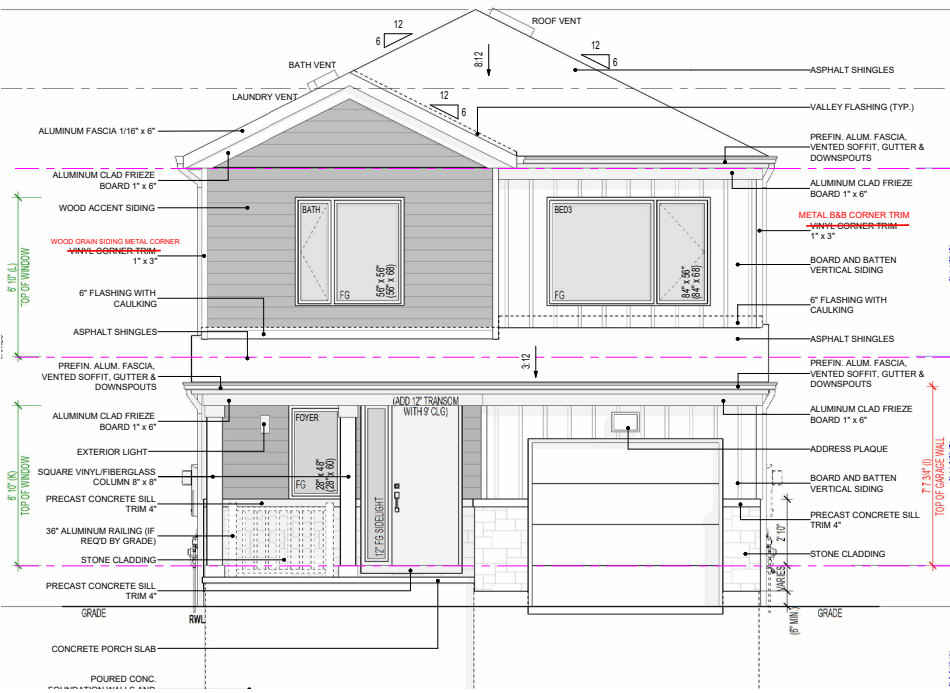 ROOF VENT
12
6
8:12
12
6
ASPHALT SHINGLES
BATH VENT
LAUNDRY VENT
12
6
VALLEY FLASHING (TYP.)
ALUMINUM FASCIA 1/16" x 6"
PREFIN. ALUM. FASCIA,
VENTED SOFFIT, GUTTER &
DOWNSPOUTS
ALUMINUM CLAD FRIEZE
BOARD 1" x 6"
ALUMINUM CLAD FRIEZE
BOARD 1" x 6"
WOOD ACCENT SIDING
BATH
FG
56" x 56"
(56" x 68)
BED3
FG
84" x 56"
(84" x 68)
METAL B&B CORNER TRIM
VINYL CORNER TRIM
1" x 3"
WOOD GRAIN SIDING METAL CORNER
VINYL CORNER TRIM
1" x 3"
6' 10" (L)
TOP OF WINDOW
BOARD AND BATTEN
VERTICAL SIDING
6" FLASHING WITH
CAULKING
6" FLASHING WITH
CAULKING
ASPHALT SHINGLES
ASPHALT SHINGLES
3:12
PREFIN. ALUM. FASCIA,
VENTED SOFFIT, GUTTER &
DOWNSPOUTS
PREFIN. ALUM. FASCIA,
VENTED SOFFIT, GUTTER &
DOWNSPOUTS
(ADD 12" TRANSOM
WITH 9' CLG)
ALUMINUM CLAD FRIEZE
BOARD 1" x 6"
ALUMINUM CLAD FRIEZE
BOARD 1" x 6"
FOYER
FG
28" x 48"
(28" x 60)
EXTERIOR LIGHT
ADDRESS PLAQUE
6' 10" (K)
TOP OF WINDOW
SQUARE VINYL/FIBERGLASS
COLUMN 8" x 8"
BOARD AND BATTEN
VERTICAL SIDING
7' 7 3/4" (I)
TOP OF GARAGE WALL
PRECAST CONCRETE SILL
TRIM 4"
PRECAST CONCRETE SILL
TRIM 4"
12" FG SIDELIGHT
36" ALUMINUM RAILING (IF
REQ'D BY GRADE)
2' 10"
STONE CLADDING
STONE CLADDING
VARIES
PRECAST CONCRETE SILL
TRIM 4"
GRADE
RWL
(6" MIN.)
GRADE
CONCRETE PORCH SLAB
POURED CONC.
FOUNDATION WALLS AND